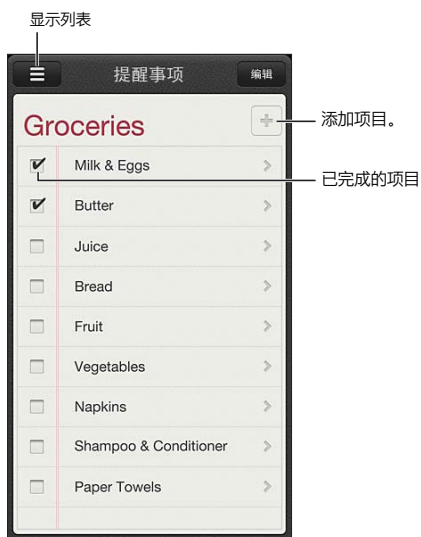 显示列表
提醒事项
编辑
Groceries
添加项目。
Milk & Eggs
已完成的项目
Butter
Juice
Bread
Fruit
Vegetables
Napkins
Shampoo & Conditioner
Paper Towels